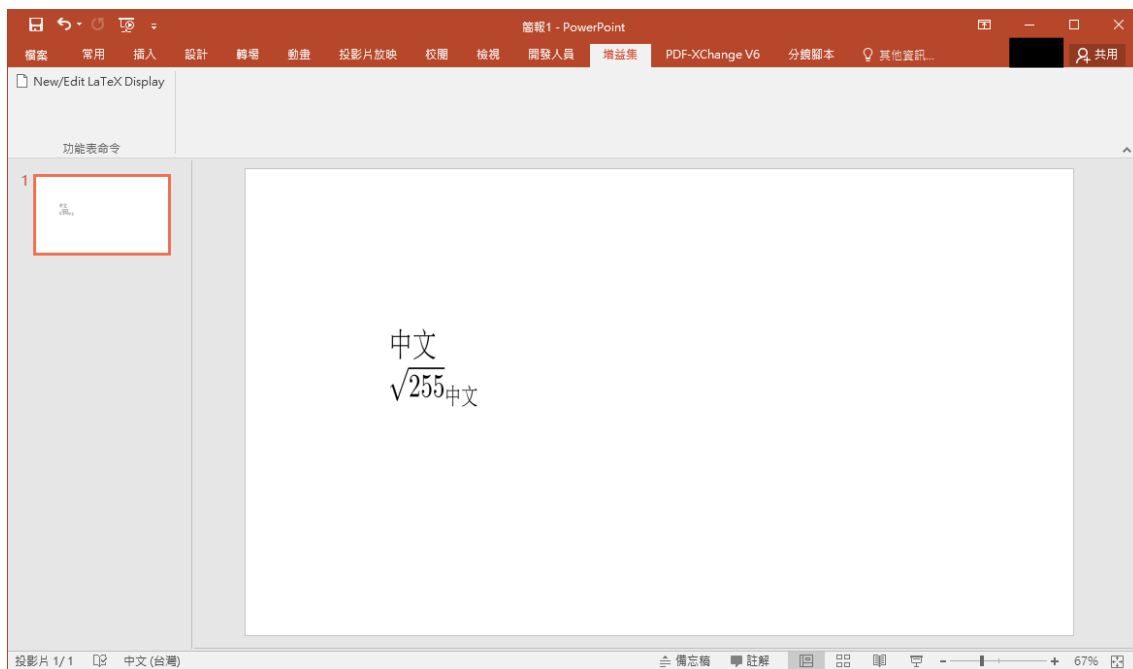 簡報1 - PowerPoint
檔案 常用 插入 設計 轉場 動畫 投影片放映 校閱 檢視 開發人員 增益集 PDF-XChange V6 分鏡腳本 其他資訊... 共用
New/Edit LaTeX Display
功能表命令
1
中文
√255中文
投影片 1/1 中文 (台灣) 備忘稿 註解 67%